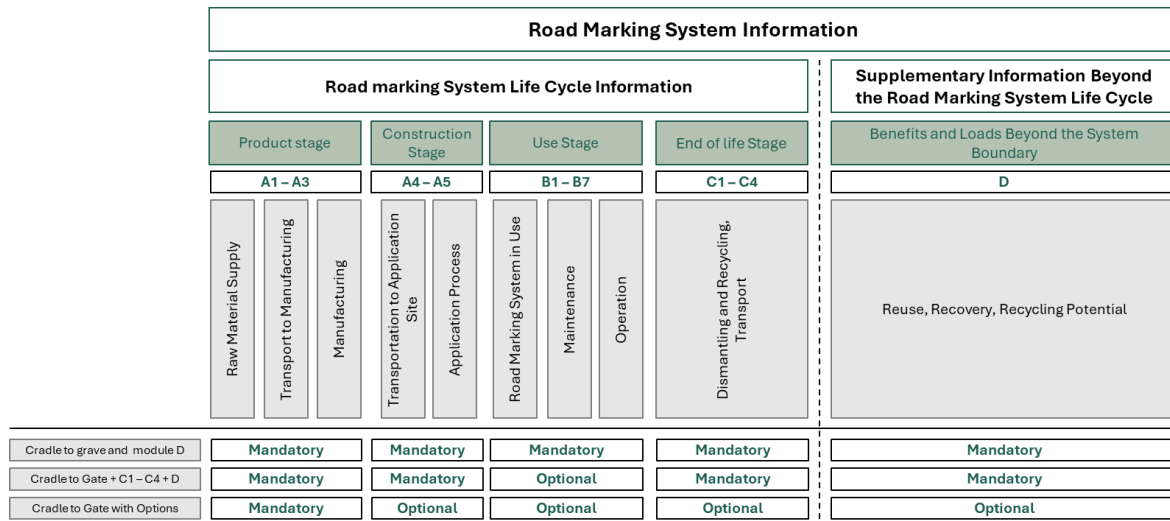 Road Marking System Information
Road marking System Life Cycle Information
Supplementary Information Beyond
the Road Marking System Life Cycle
Product stage
Construction
Stage
Use Stage
End of life Stage
Benefits and Loads Beyond the System
Boundary
A1 – A3
A4 – A5
B1 – B7
C1 – C4
D
Raw Material Supply
Transport to Manufacturing
Manufacturing
Transportation to Application
Site
Application Process
Road Marking System in Use
Maintenance
Operation
Dismantling and Recycling,
Transport
Reuse, Recovery, Recycling Potential
Cradle to grave and module D
Mandatory
Mandatory
Mandatory
Mandatory
Mandatory
Cradle to Gate + C1 – C4 + D
Mandatory
Mandatory
Optional
Mandatory
Mandatory
Cradle to Gate with Options
Mandatory
Optional
Optional
Optional
Optional